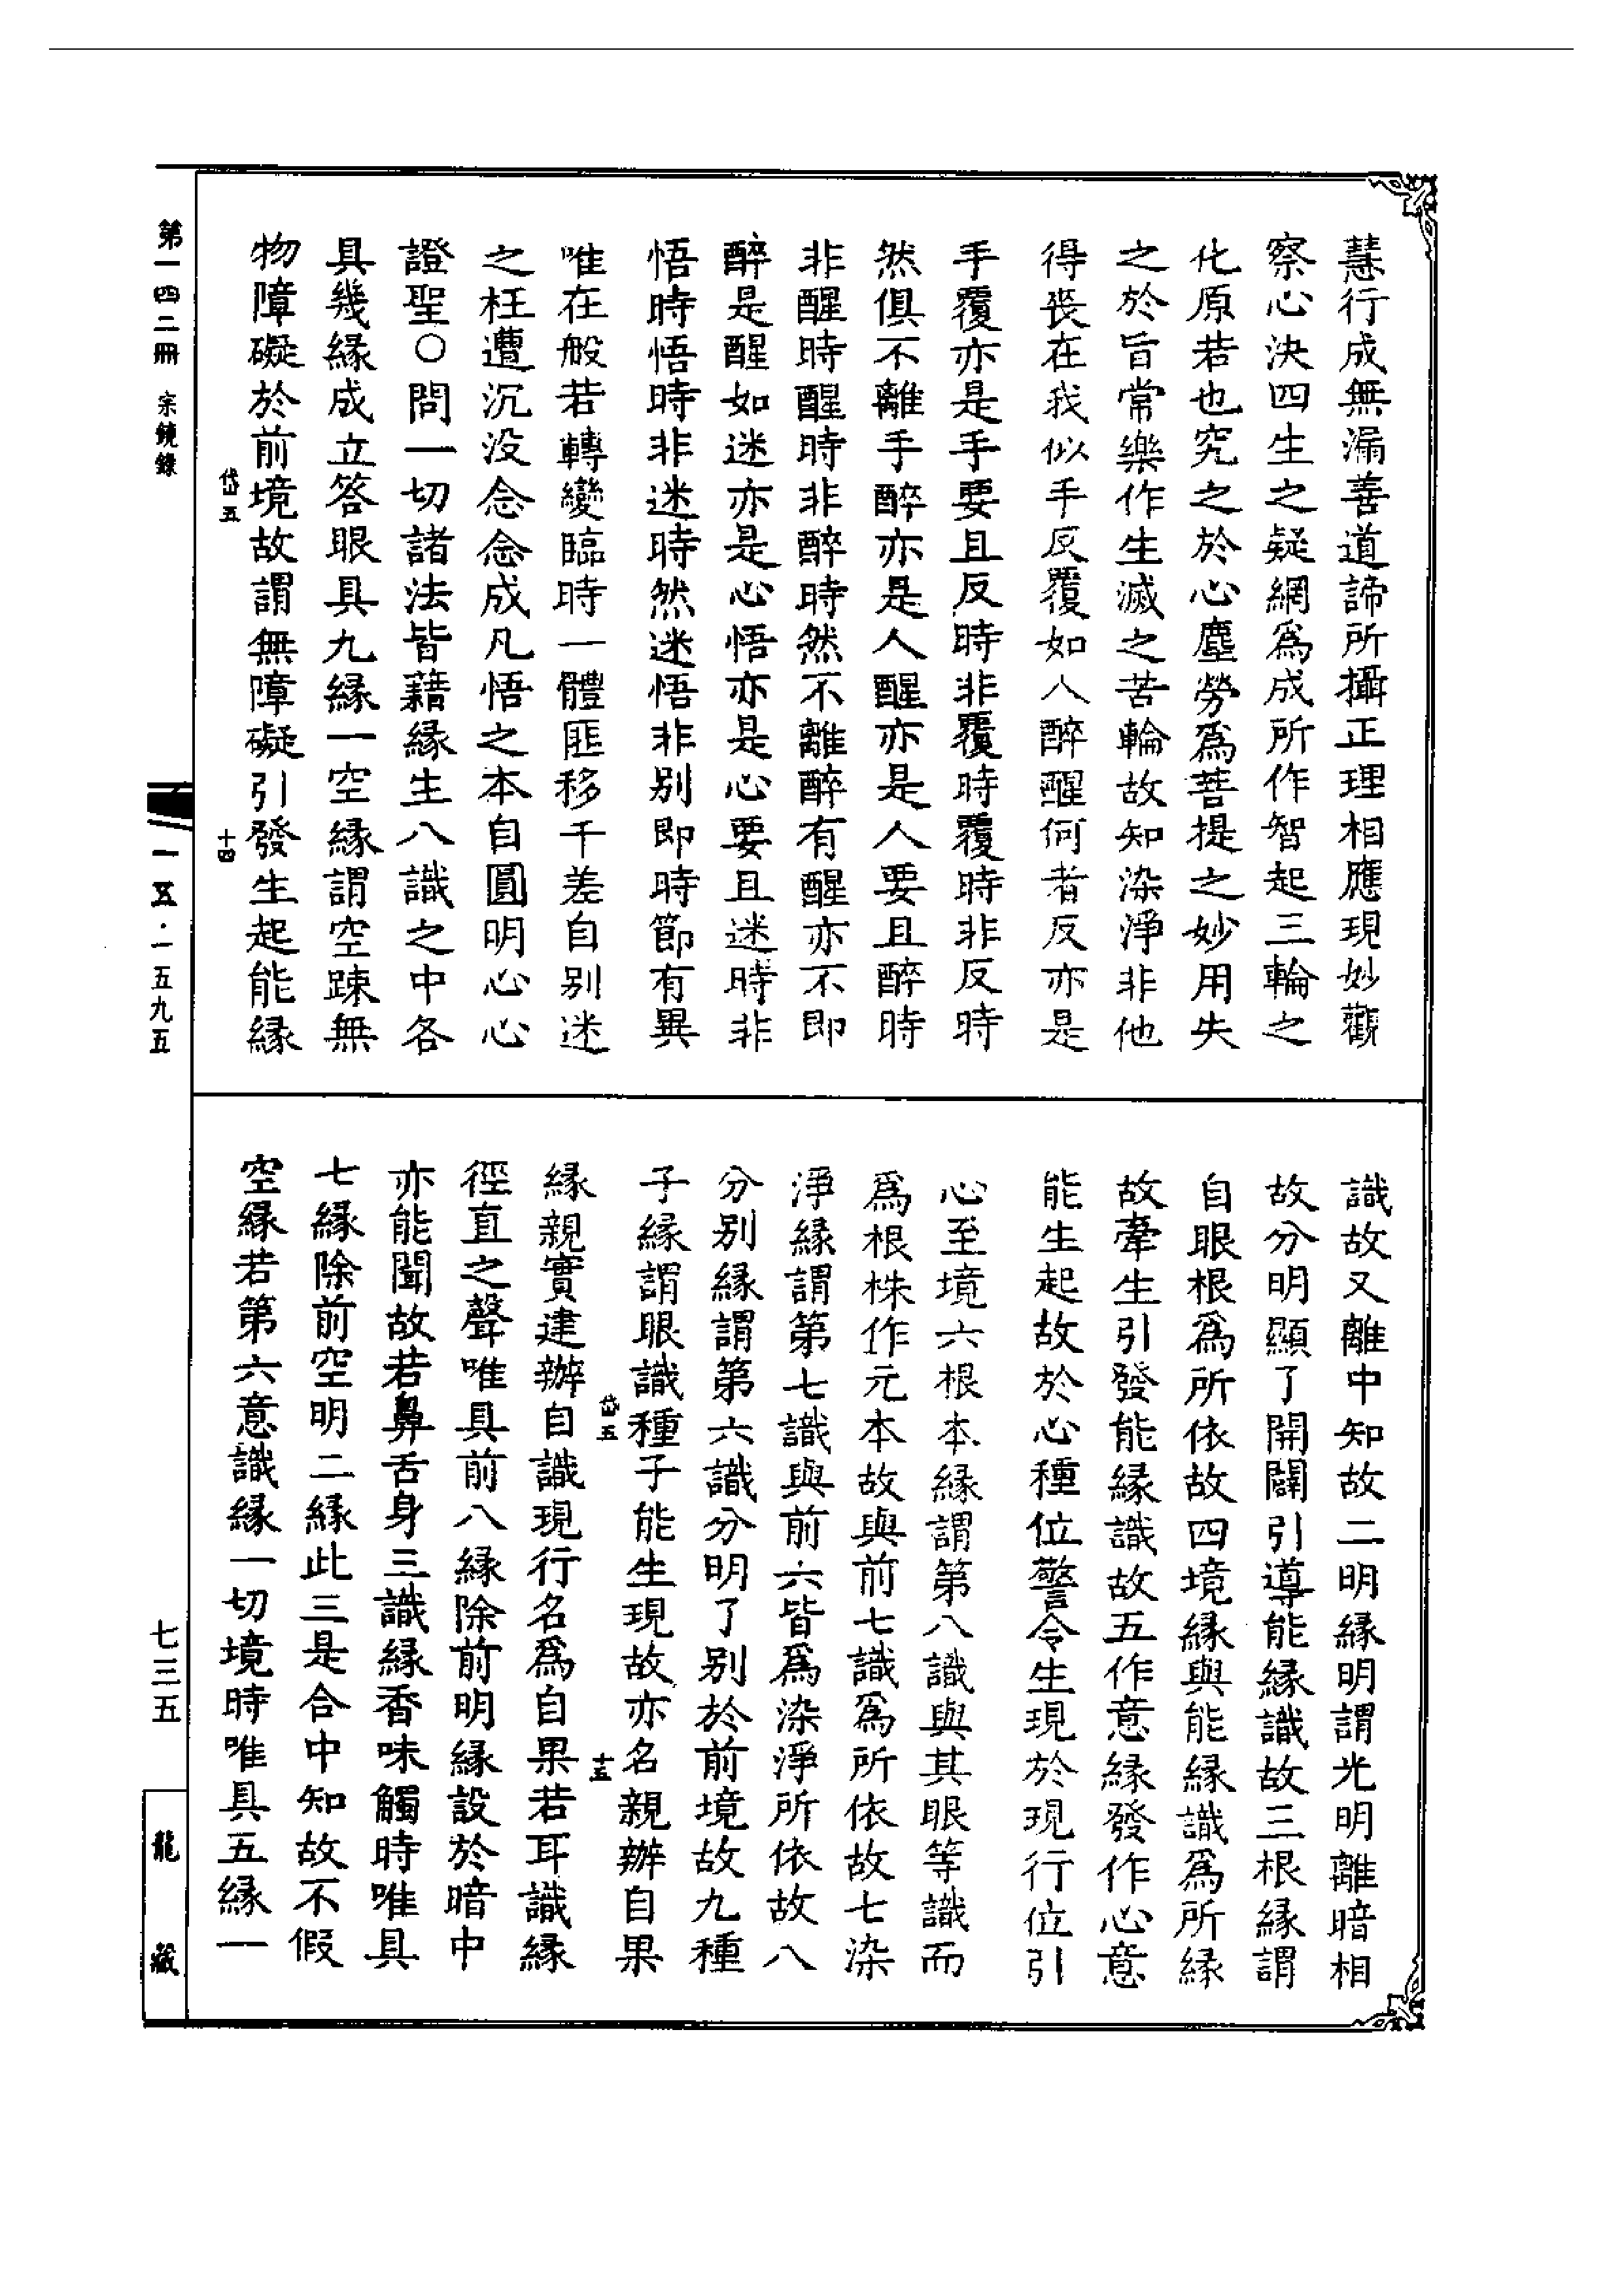 慧行成無漏善道諦所攝正理相應現妙觀
察心決四生之疑網爲成所作智起三輪之
化原若也究之於心塵勞爲菩提之妙用失
之於旨常樂作生滅之苦輪故知染淨非他
得丧在我似手反覆如人醉醒何者反亦是
手覆亦是手要且反時非覆時覆時非反時
然俱不離手醉亦是人醒亦是人要且醉時
非醒時醒時非醉時然不離醉有醒亦不即
醉是醒如迷亦是心悟亦是心要且迷時非
悟時悟時非迷時然迷悟非别即時節有異
唯在般若轉變臨時一體匪移千差自别迷
之枉遭沉没念念成凡悟之本自圓明心心
證聖○問一切諸法皆籍緣生八識之中各
具幾緣成立答眼具九緣一空緣謂空踈無
物障礙於前境故謂無障礙引發生起能緣
岱五
十四
識故又離中知故二明緣明謂光明離暗相
故分明顯了開闢引導能緣識故三根緣謂
自眼根爲所依故四境緣與能緣識爲所緣
故牽生引發能緣識故五作意緣發作心意
能生起故於心種位警令生現於現行位引
心至境六根本緣謂第八識與其眼等識而
爲根株作元本故與前七識爲所依故七染
淨緣謂第七識與前六皆爲染淨所依故八
分别緣謂第六識分明了别於前境故九種
子緣謂眼識種子能生現故亦名親辦自果
岱五
十五
緣親實建辦自識現行名爲自果若耳識緣
徑直之聲唯具前八緣除前明緣設於暗中
亦能聞故若鼻舌身三識緣香味觸時唯具
七緣除前空明二緣此三是合中知故不假
空緣若第六意識緣一切境時唯具五緣一
第一四二冊 宗鏡錄
一五·一五九五
七三五
龍藏